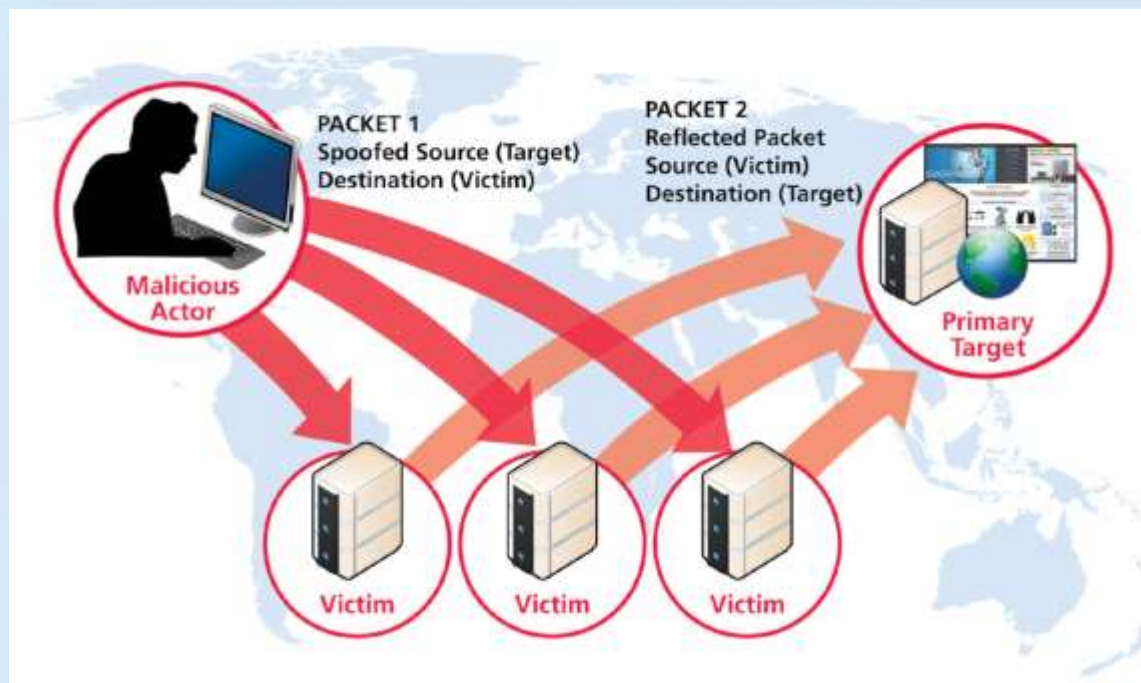 PACKET 1
Spoofed Source (Target)
Destination (Victim)
PACKET 2
Reflected Packet
Source (Victim)
Destination (Target)
Malicious
Actor
Primary
Target
Victim
Victim
Victim